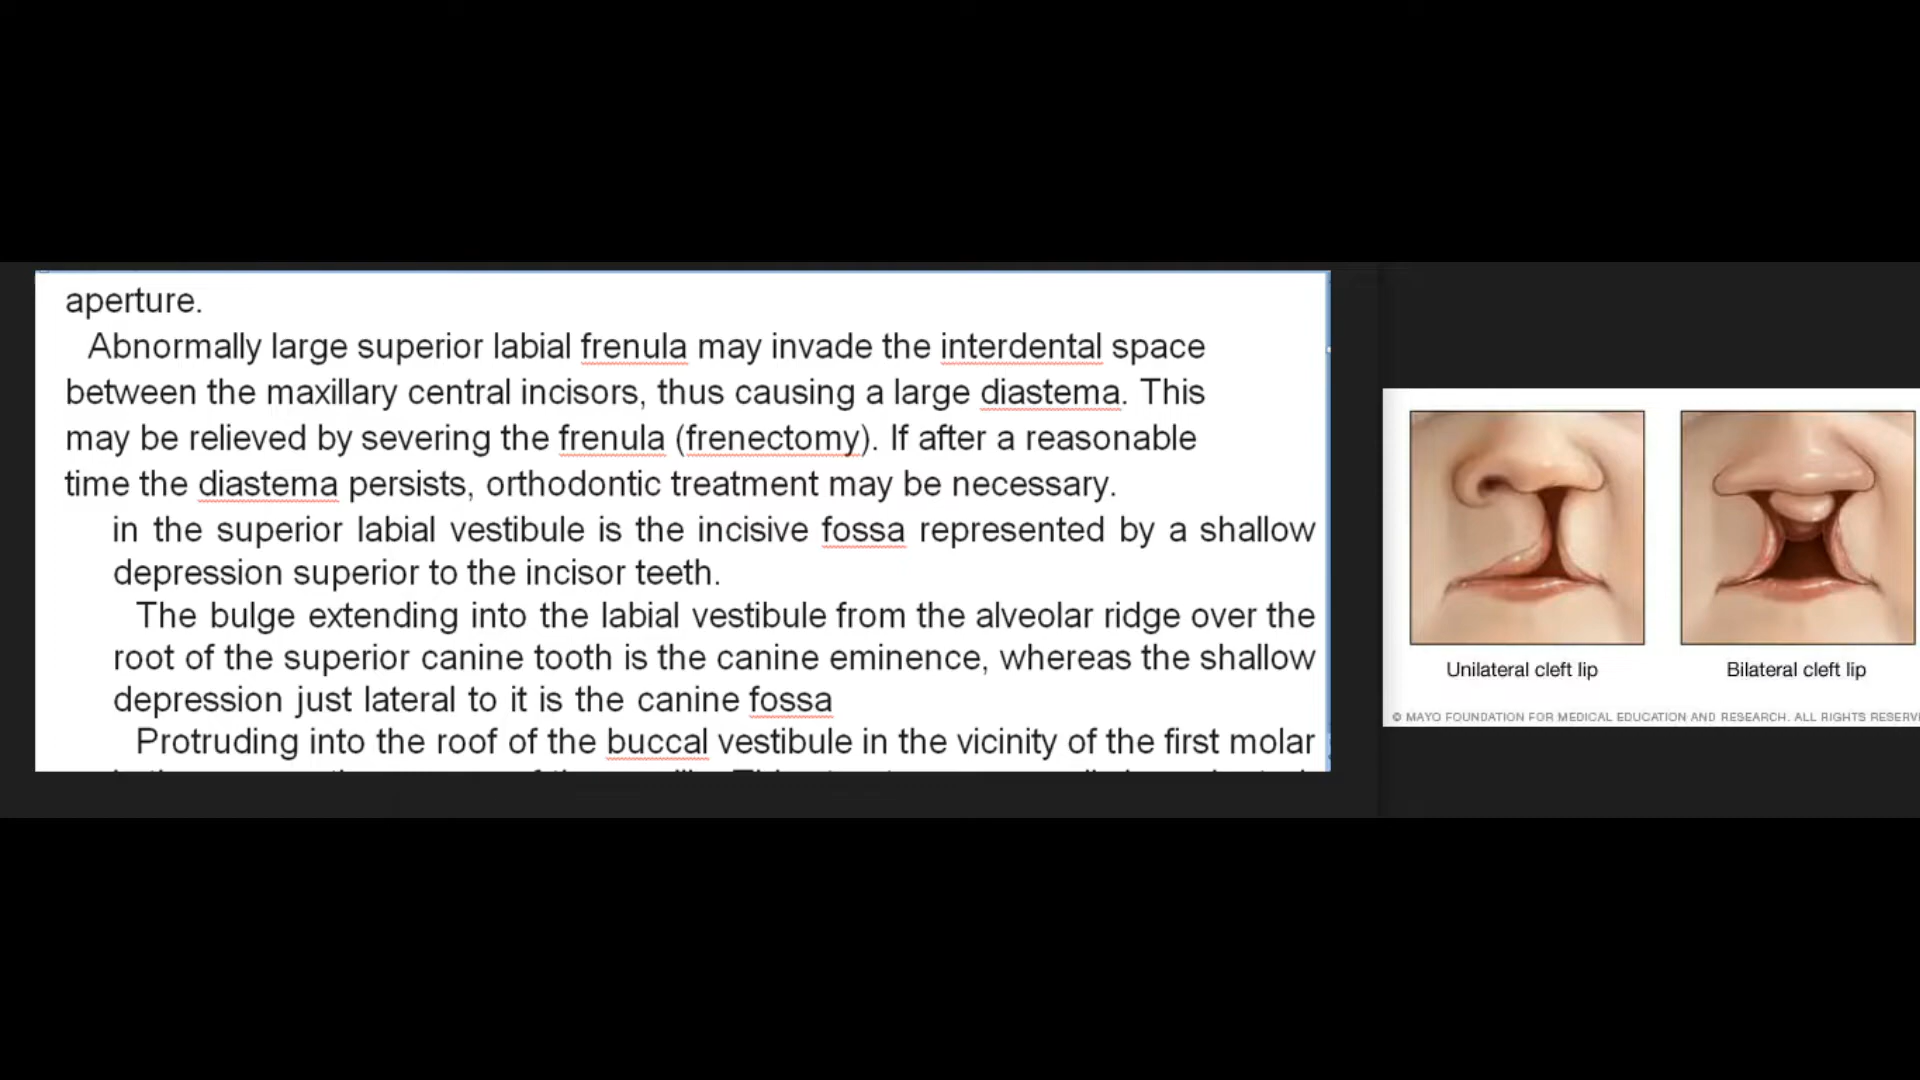 aperture.
Abnormally large superior labial frenula may invade the interdental space
between the maxillary central incisors, thus causing a large diastema. This
may be relieved by severing the frenula (frenectomy). If after a reasonable
time the diastema persists, orthodontic treatment may be necessary.
in the superior labial vestibule is the incisive fossa represented by a shallow
depression superior to the incisor teeth.
The bulge extending into the labial vestibule from the alveolar ridge over the
root of the superior canine tooth is the canine eminence, whereas the shallow
depression just lateral to it is the canine fossa
Protruding into the roof of the buccal vestibule in the vicinity of the first molar
Unilateral cleft lip
Bilateral cleft lip
© MAYO FOUNDATION FOR MEDICAL EDUCATION AND RESEARCH. ALL RIGHTS